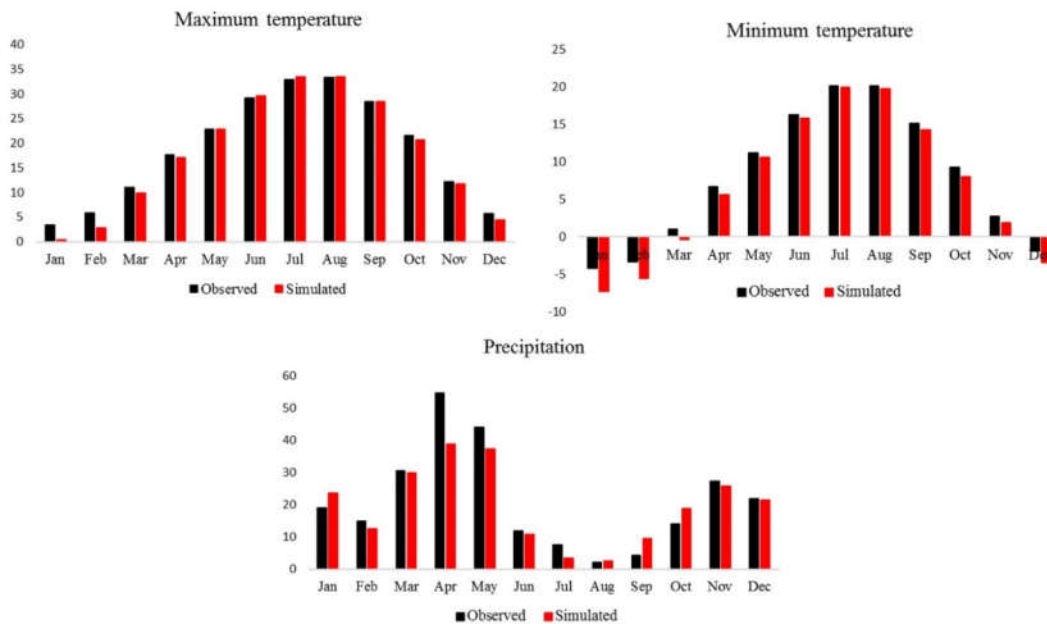 Maximum temperature
40
35
30
25
20
15
10
5
0
Jan Feb Mar Apr May Jun Jul Aug Sep Oct Nov Dec
Observed Simulated
Minimum temperature
25
20
15
10
5
0
-5
-10
Mar Apr May Jun Jul Aug Sep Oct Nov
Observed Simulated
Precipitation
60
50
40
30
20
10
0
Jan Feb Mar Apr May Jun Jul Aug Sep Oct Nov Dec
Observed Simulated